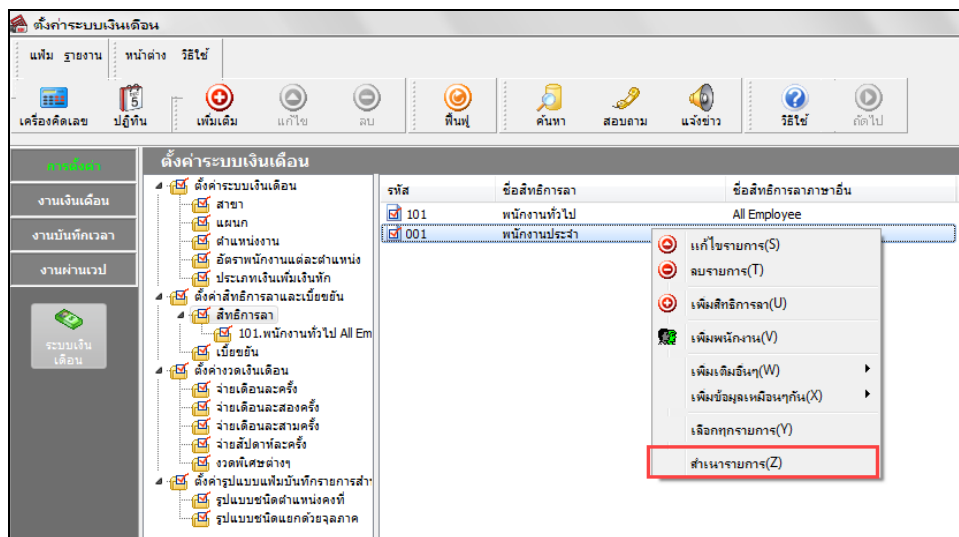 ตั้งค่าระบบเงินเดือน
แฟ้ม รายงาน หน้าต่าง วิธีใช้
เครื่องคิดเลข ปฏิทิน เพิ่มเติม แก้ไข ลบ ฟื้นฟู ค้นหา สอบถาม แจ้งข่าว วิธีใช้ ถัดไป
การตั้งค่า
งานเงินเดือน
งานบันทึกเวลา
งานผ่านเวป
ระบบเงิน
เดือน
ตั้งค่าระบบเงินเดือน
ตั้งค่าระบบเงินเดือน
สาขา
แผนก
ตำแหน่งงาน
อัตราพนักงานแต่ละตำแหน่ง
ประเภทเงินเพิ่มเงินหัก
ตั้งค่าสิทธิการลาและเบี้ยขยัน
สิทธิการลา
101.พนักงานทั่วไป All Em
เบี้ยขยัน
ตั้งค่างวดเงินเดือน
จ่ายเดือนละครั้ง
จ่ายเดือนละสองครั้ง
จ่ายเดือนละสามครั้ง
จ่ายสัปดาห์ละครั้ง
งวดพิเศษต่างๆ
ตั้งค่ารูปแบบแฟ้มบันทึกรายการสำ
รูปแบบชนิดตำแหน่งคงที่
รูปแบบชนิดแยกด้วยจุลภาค
รหัส ชื่อสิทธิการลา ชื่อสิทธิการลาภาษาอื่น
101 พนักงานทั่วไป All Employee
001 พนักงานประจำ
แก้ไขรายการ(S)
ลบรายการ(T)
เพิ่มสิทธิการลา(U)
เพิ่มพนักงาน(V)
เพิ่มเติมอื่นๆ(W)
เพิ่มข้อมูลเหมือนๆกัน(X)
เลือกทุกรายการ(Y)
สำเนารายการ(Z)